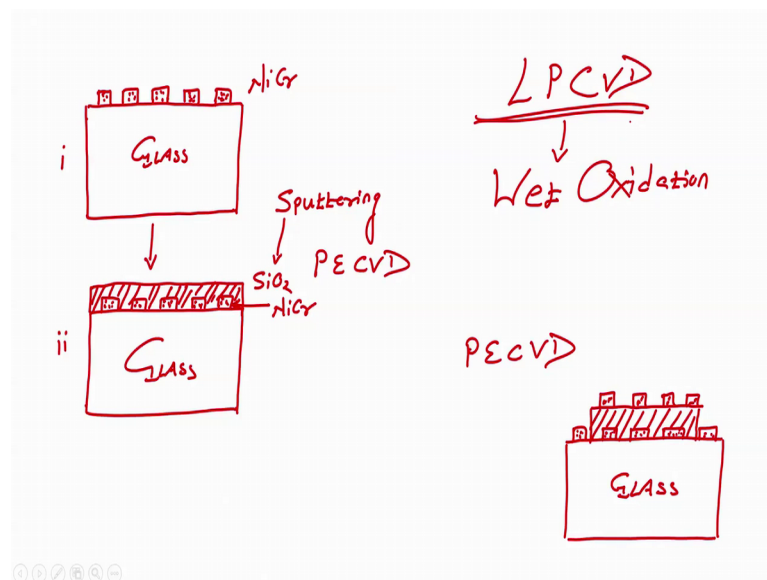 NiCr
GLASS
i
Sputtering
PECVD
SiO2
NiCr
GLASS
ii
LPCVD
Wet Oxidation
PECVD
GLASS